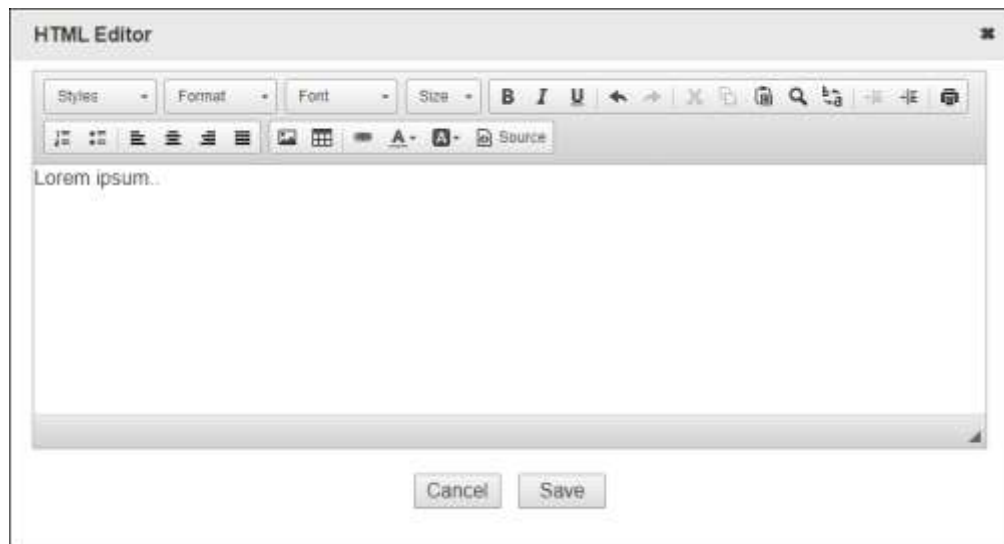 HTML Editor
Styles Format Font Size B I U
Source
Lorem ipsum..
Cancel Save